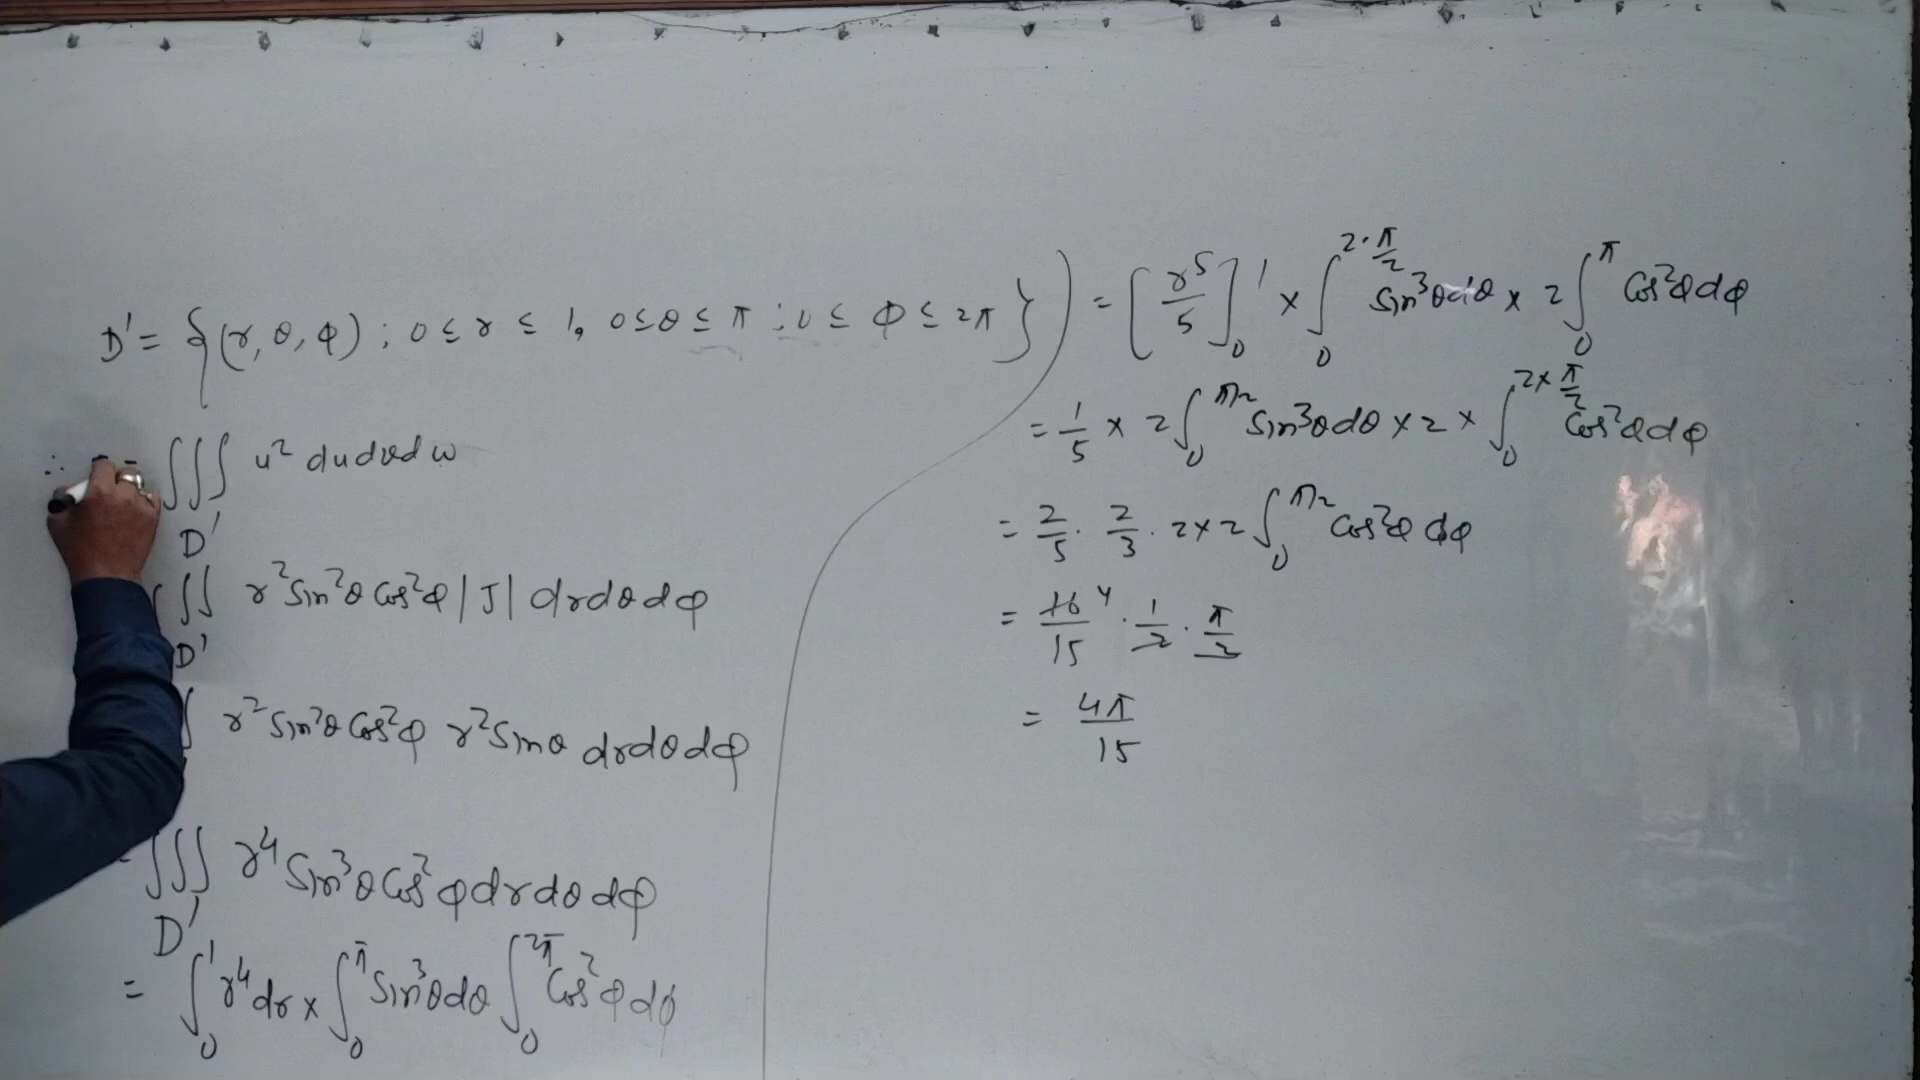 D' = {(r, θ, φ) ; 0 ≤ r ≤ 1, 0 ≤ θ ≤ π ; 0 ≤ φ ≤ 2π}
∴ ∭_D' u² du dv dw
∭_D' r² Sin²θ Cos²φ |J| dr dθ dφ
∫ r² Sin²θ Cos²φ r² Sinθ dr dθ dφ
= ∭_D' r⁴ Sin³θ Cos²φ dr dθ dφ
= ∫₀¹ r⁴ dr × ∫₀^π Sin³θ dθ ∫₀^2π Cos²φ dφ
= [r⁵/5]₀¹ × ∫₀^(2·π/2) Sin³θ dθ × 2 ∫₀^π Cos²φ dφ
= 1/5 × 2 ∫₀^(π/2) Sin³θ dθ × 2 × ∫₀^(2×π/2) Cos²φ dφ
= 2/5 · 2/3 · 2×2 ∫₀^(π/2) Cos²φ dφ
= 16 4/15 · 1/2 · π/2
= 4π/15